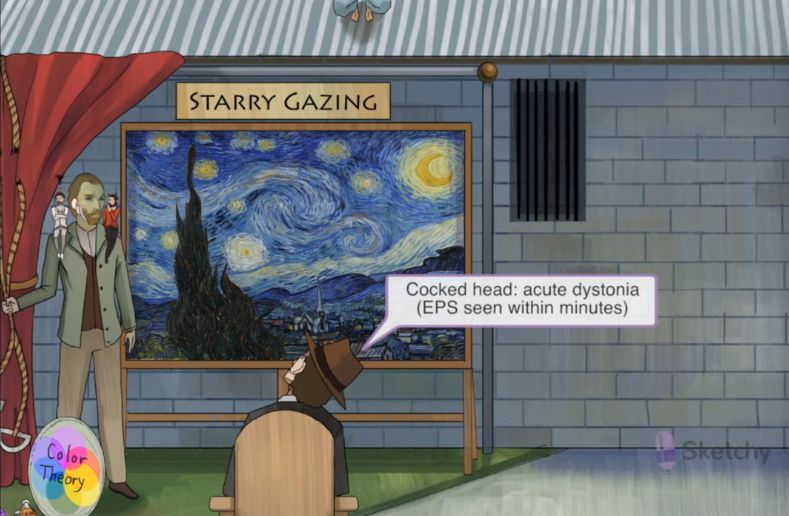 STARRY GAZING
Cocked head: acute dystonia
(EPS seen within minutes)
Color
Theory
Sketchy